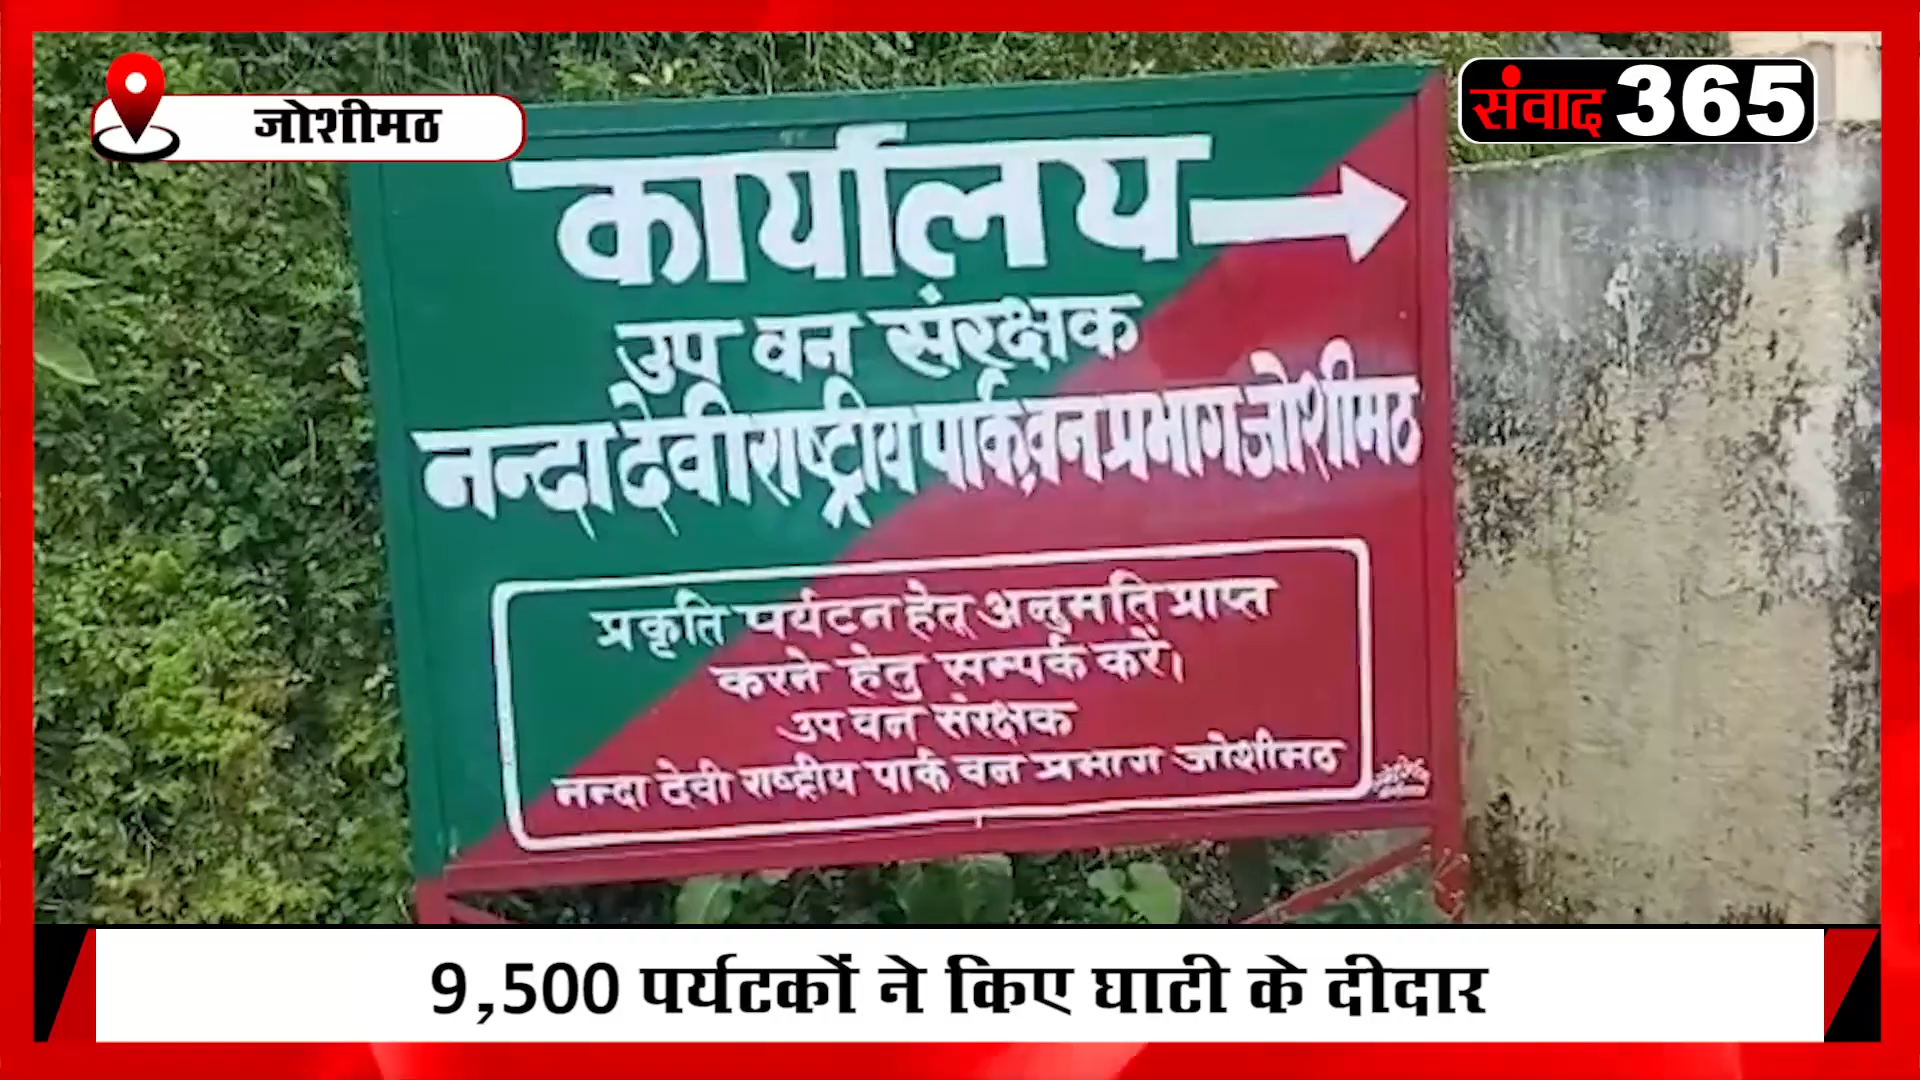 जोशीमठ
संवाद 365
कार्यालय
उप वन संरक्षक
नन्दा देवी राष्ट्रीय पार्क, वन प्रभाग जोशीमठ
प्रकृति पर्यटन हेतू अनुमति प्राप्त
करने हेतु सम्पर्क करें।
उप वन संरक्षक
नन्दा देवी राष्ट्रीय पार्क वन प्रभाग जोशीमठ
9,500 पर्यटकों ने किए घाटी के दीदार